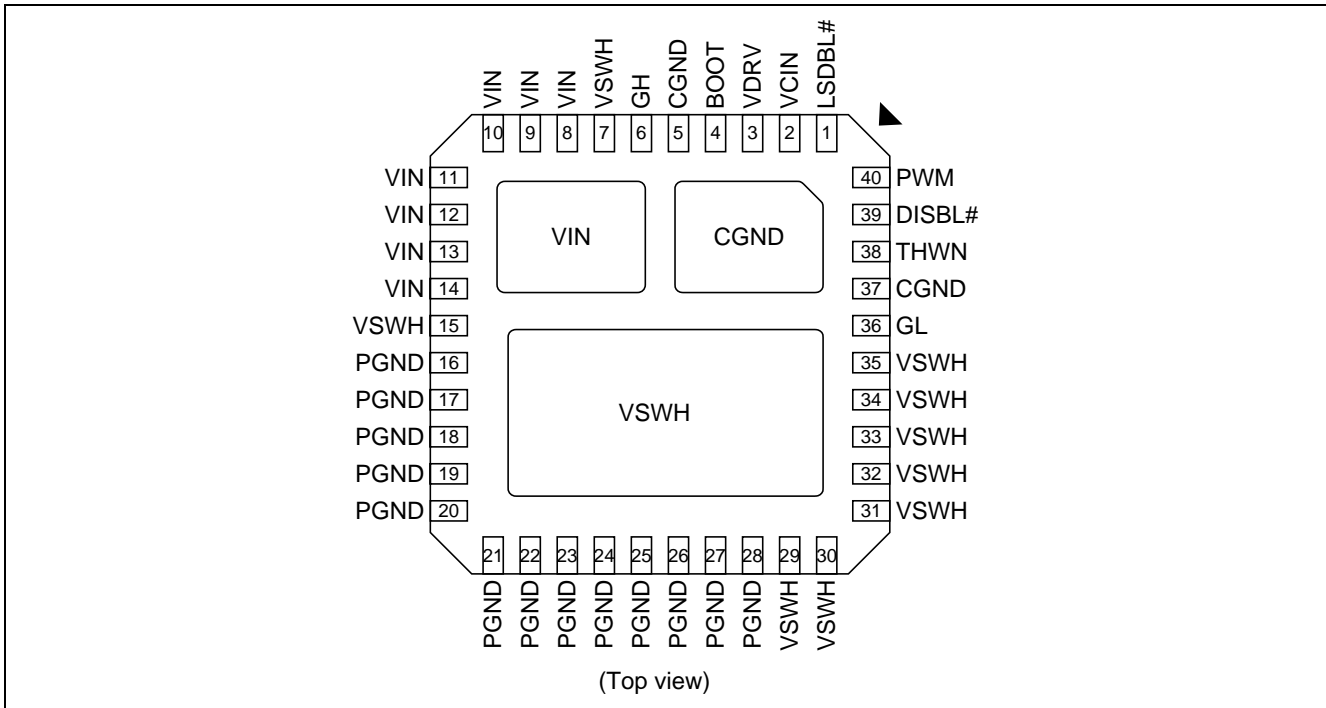 VIN VIN VIN VSWH GH CGND BOOT VDRV VCIN LSDBL#
10 9 8 7 6 5 4 3 2 1
VIN 11 40 PWM
VIN 12 39 DISBL#
VIN 13 38 THWN
VIN 14 37 CGND
VSWH 15 36 GL
PGND 16 35 VSWH
PGND 17 34 VSWH
PGND 18 33 VSWH
PGND 19 32 VSWH
PGND 20 31 VSWH
VIN CGND
VSWH
21 22 23 24 25 26 27 28 29 30
PGND PGND PGND PGND PGND PGND PGND PGND VSWH VSWH
(Top view)